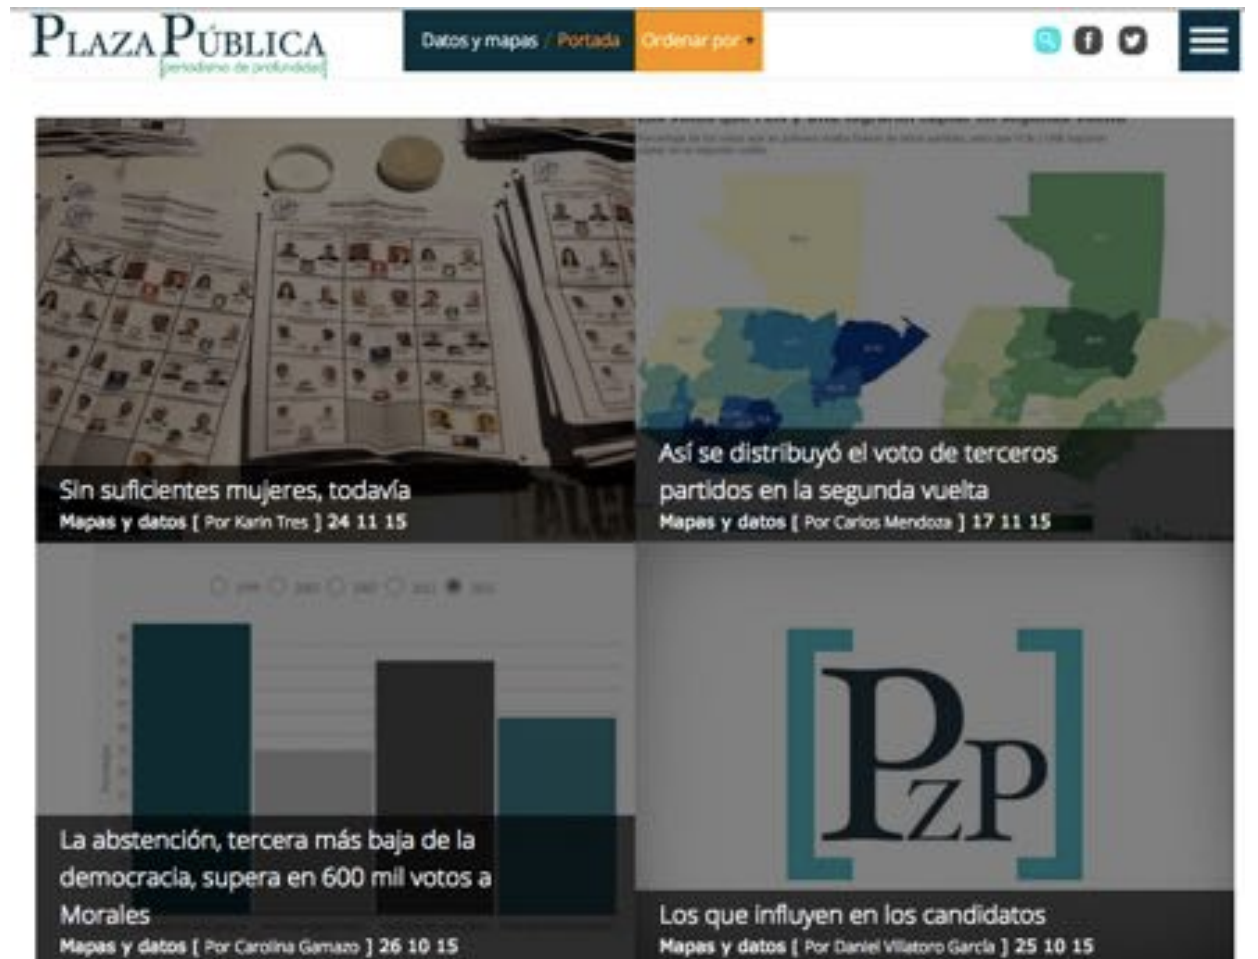 PLAZA PÚBLICA
[periodismo de profundidad]
Datos y mapas / Portada
Ordenar por
Sin suficientes mujeres, todavía
Mapas y datos [ Por Karin Tres ] 24 11 15
Así se distribuyó el voto de terceros
partidos en la segunda vuelta
Mapas y datos [ Por Carlos Mendoza ] 17 11 15
La abstención, tercera más baja de la
democracia, supera en 600 mil votos a
Morales
Mapas y datos [ Por Carolina Gamazo ] 26 10 15
[PzP]
Los que influyen en los candidatos
Mapas y datos [ Por Daniel Villatoro García ] 25 10 15